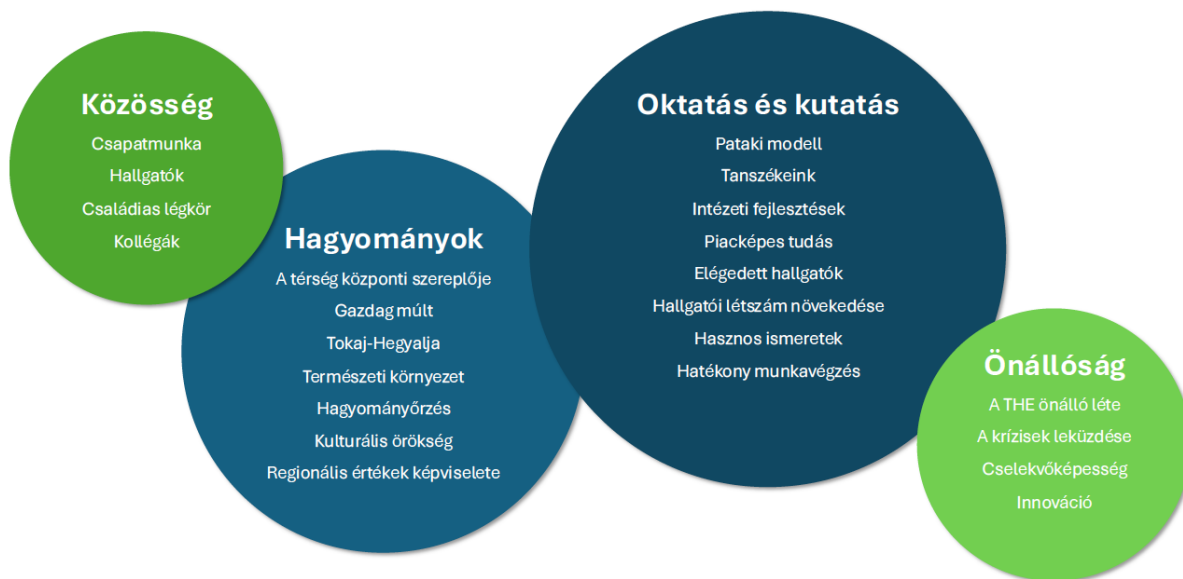 Közösség
Csapatmunka
Hallgatók
Családias légkör
Kollégák
Hagyományok
A térség központi szereplője
Gazdag múlt
Tokaj-Hegyalja
Természeti környezet
Hagyományőrzés
Kulturális örökség
Regionális értékek képviselete
Oktatás és kutatás
Pataki modell
Tanszékeink
Intézeti fejlesztések
Piacképes tudás
Elégedett hallgatók
Hallgatói létszám növekedése
Hasznos ismeretek
Hatékony munkavégzés
Önállóság
A THE önálló léte
A krízisek leküzdése
Cselekvőképesség
Innováció